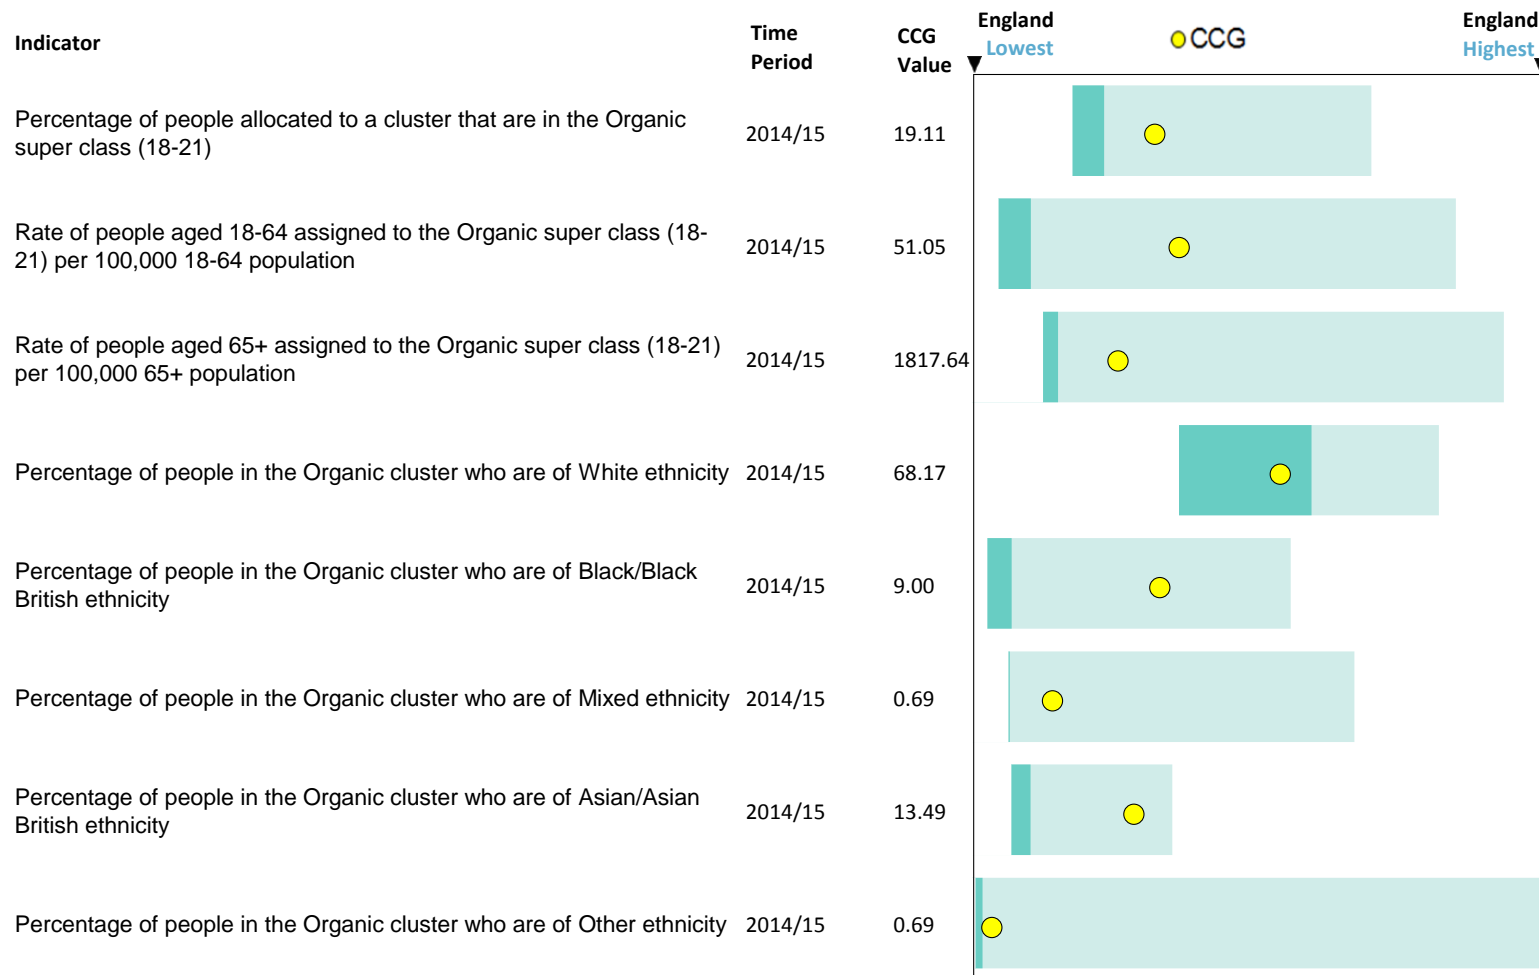 Indicator
Time Period
CCG Value
England Lowest
CCG
England Highest
Percentage of people allocated to a cluster that are in the Organic
super class (18-21)
2014/15
19.11
Rate of people aged 18-64 assigned to the Organic super class (18-
21) per 100,000 18-64 population
2014/15
51.05
Rate of people aged 65+ assigned to the Organic super class (18-21)
per 100,000 65+ population
2014/15
1817.64
Percentage of people in the Organic cluster who are of White ethnicity
2014/15
68.17
Percentage of people in the Organic cluster who are of Black/Black
British ethnicity
2014/15
9.00
Percentage of people in the Organic cluster who are of Mixed ethnicity
2014/15
0.69
Percentage of people in the Organic cluster who are of Asian/Asian
British ethnicity
2014/15
13.49
Percentage of people in the Organic cluster who are of Other ethnicity
2014/15
0.69